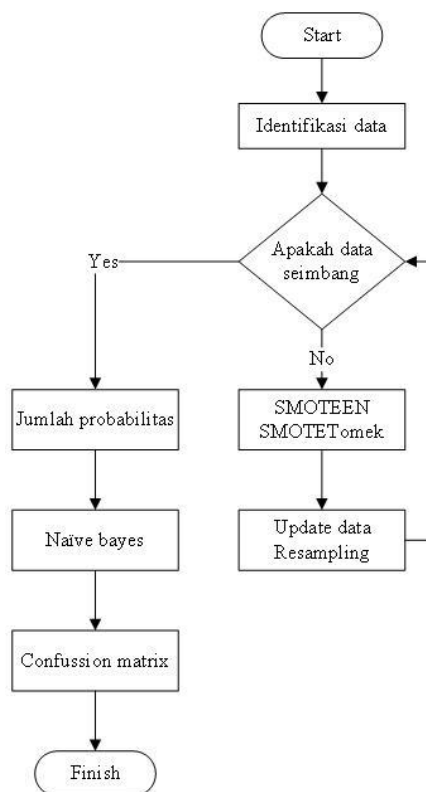 Start
Identifikasi data
Apakah data
seimbang
Yes
No
Jumlah probabilitas
SMOTEEN
SMOTETomek
Naïve bayes
Update data
Resampling
Confussion matrix
Finish